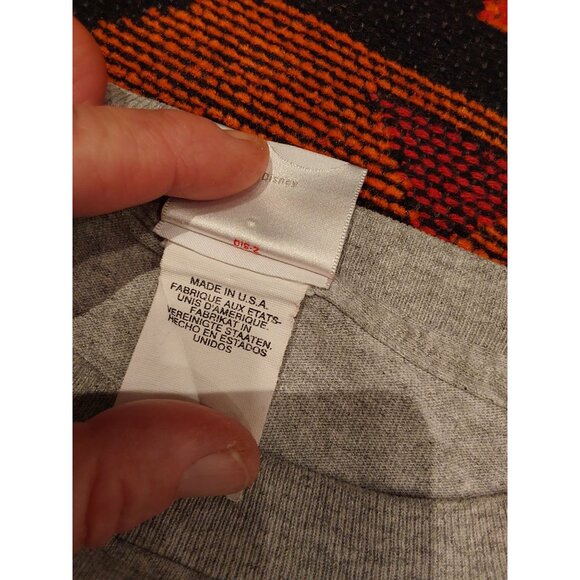 Disney
DIS-2
MADE IN U.S.A.
FABRIQUE AUX ETATS-
UNIS D'AMERIQUE.
FABRIKAT IN
VEREINIGTE STAATEN.
HECHO EN ESTADOS
UNIDOS